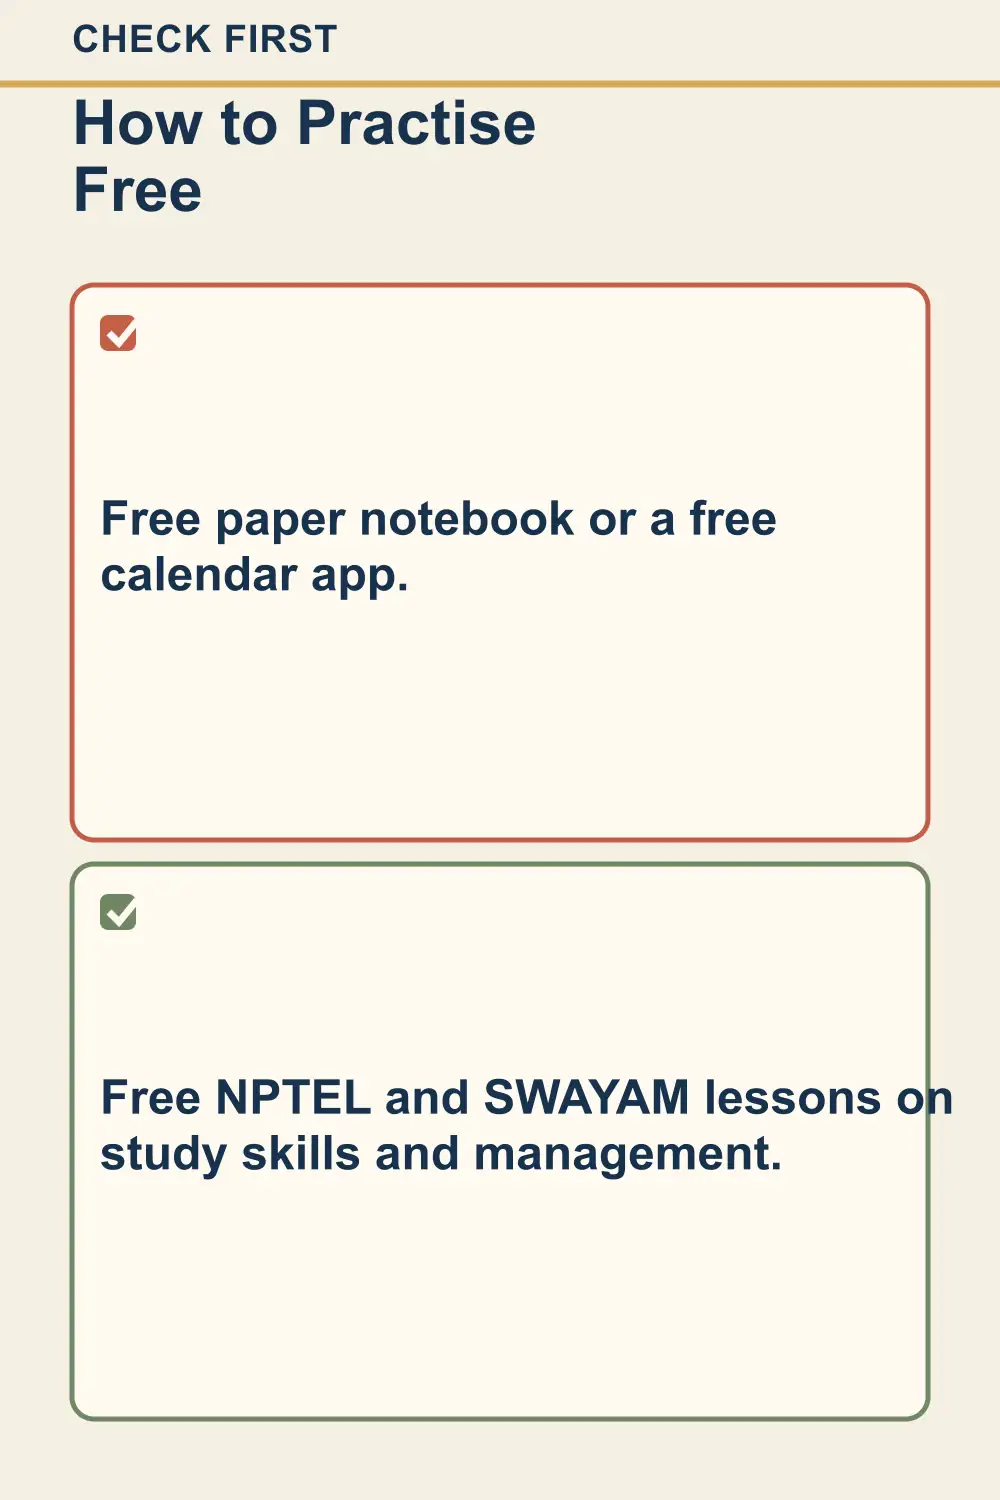 CHECK FIRST
How to Practise
Free
Free paper notebook or a free
calendar app.
Free NPTEL and SWAYAM lessons on
study skills and management.